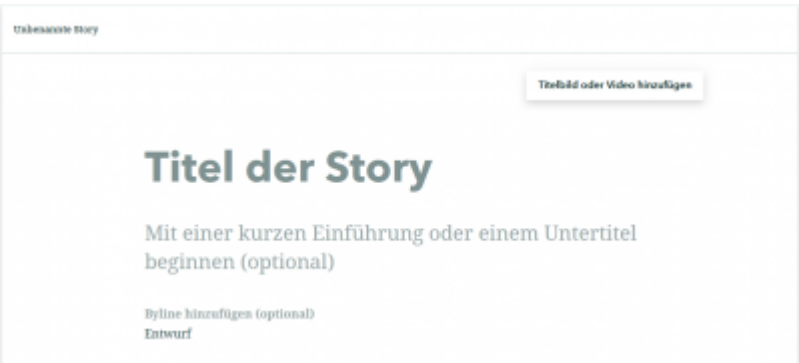 Unbenannte Story
Titelbild oder Video hinzufügen
Titel der Story
Mit einer kurzen Einführung oder einem Untertitel
beginnen (optional)
Byline hinzufügen (optional)
Entwurf